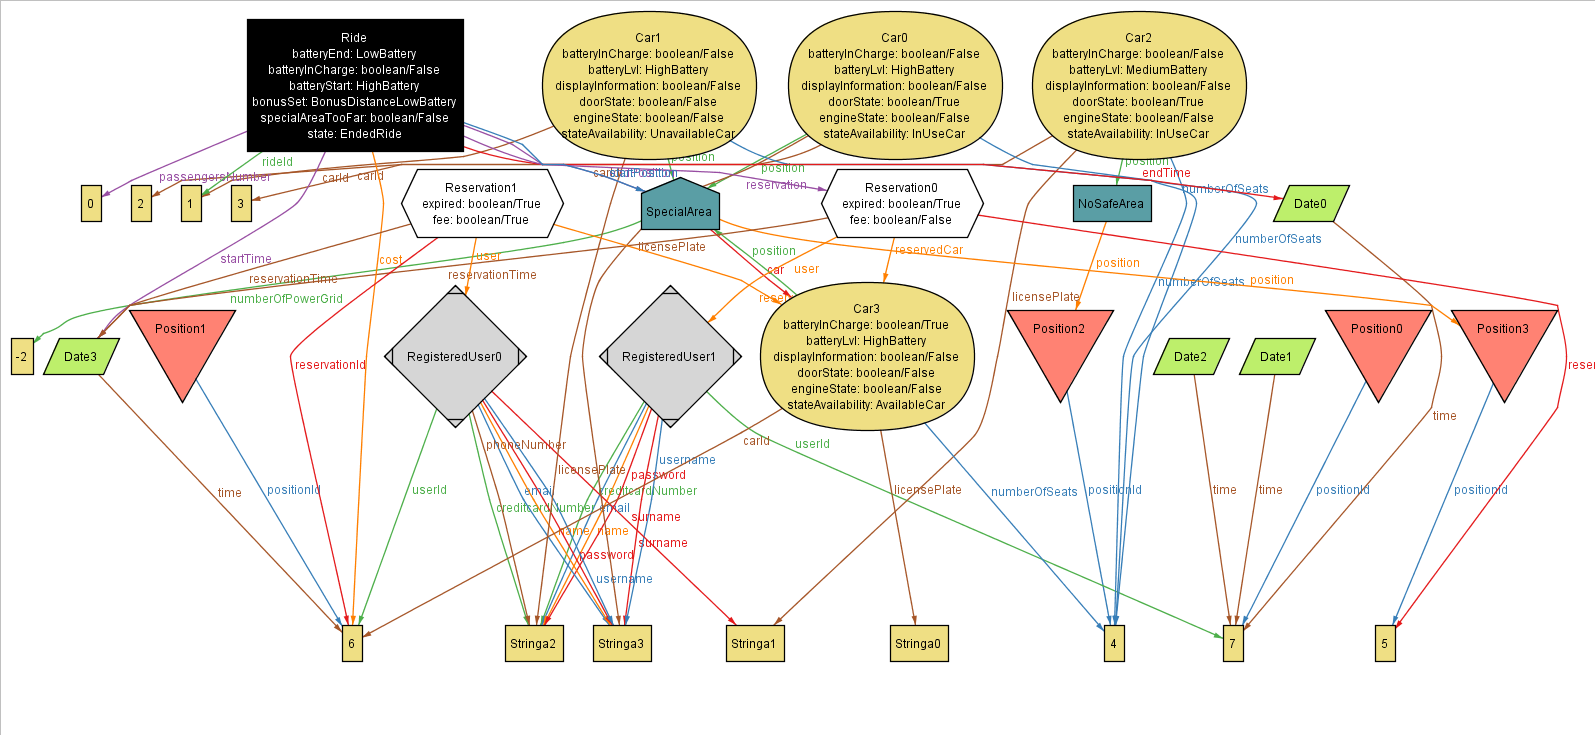 Ride
batteryEnd: LowBattery
batteryInCharge: boolean/False
batteryStart: HighBattery
bonusSet: BonusDistanceLowBattery
specialAreaTooFar: boolean/False
state: EndedRide
Car1
batteryInCharge: boolean/False
batteryLvl: HighBattery
displayInformation: boolean/False
doorState: boolean/False
engineState: boolean/False
stateAvailability: UnavailableCar
Car0
batteryInCharge: boolean/False
batteryLvl: HighBattery
displayInformation: boolean/False
doorState: boolean/True
engineState: boolean/False
stateAvailability: InUseCar
Car2
batteryInCharge: boolean/False
batteryLvl: MediumBattery
displayInformation: boolean/False
doorState: boolean/True
engineState: boolean/False
stateAvailability: InUseCar
rideId
position
position
position
passengersNumber
carId
carId
endTime
reservation
numberOfSeats
0
2
1
3
Reservation1
expired: boolean/True
fee: boolean/True
SpecialArea
Reservation0
expired: boolean/True
fee: boolean/False
NoSafeArea
Date0
startTime
cost
user
licensePlate
position
reservedCar
numberOfSeats
reservationTime
reservationTime
car
user
position
numberOfSeats
position
numberOfPowerGrid
licensePlate
-2
Date3
Position1
RegisteredUser0
RegisteredUser1
Car3
batteryInCharge: boolean/True
batteryLvl: HighBattery
displayInformation: boolean/False
doorState: boolean/False
engineState: boolean/False
stateAvailability: AvailableCar
Position2
Date2
Date1
Position0
Position3
reservationId
time
phoneNumber
carId
userId
username
licensePlate
password
time
positionId
userId
email
creditcardNumber
licensePlate
numberOfSeats
positionId
time
time
positionId
positionId
creditcardNumber
email
surname
name
name
surname
password
username
6
Stringa2
Stringa3
Stringa1
Stringa0
4
7
5